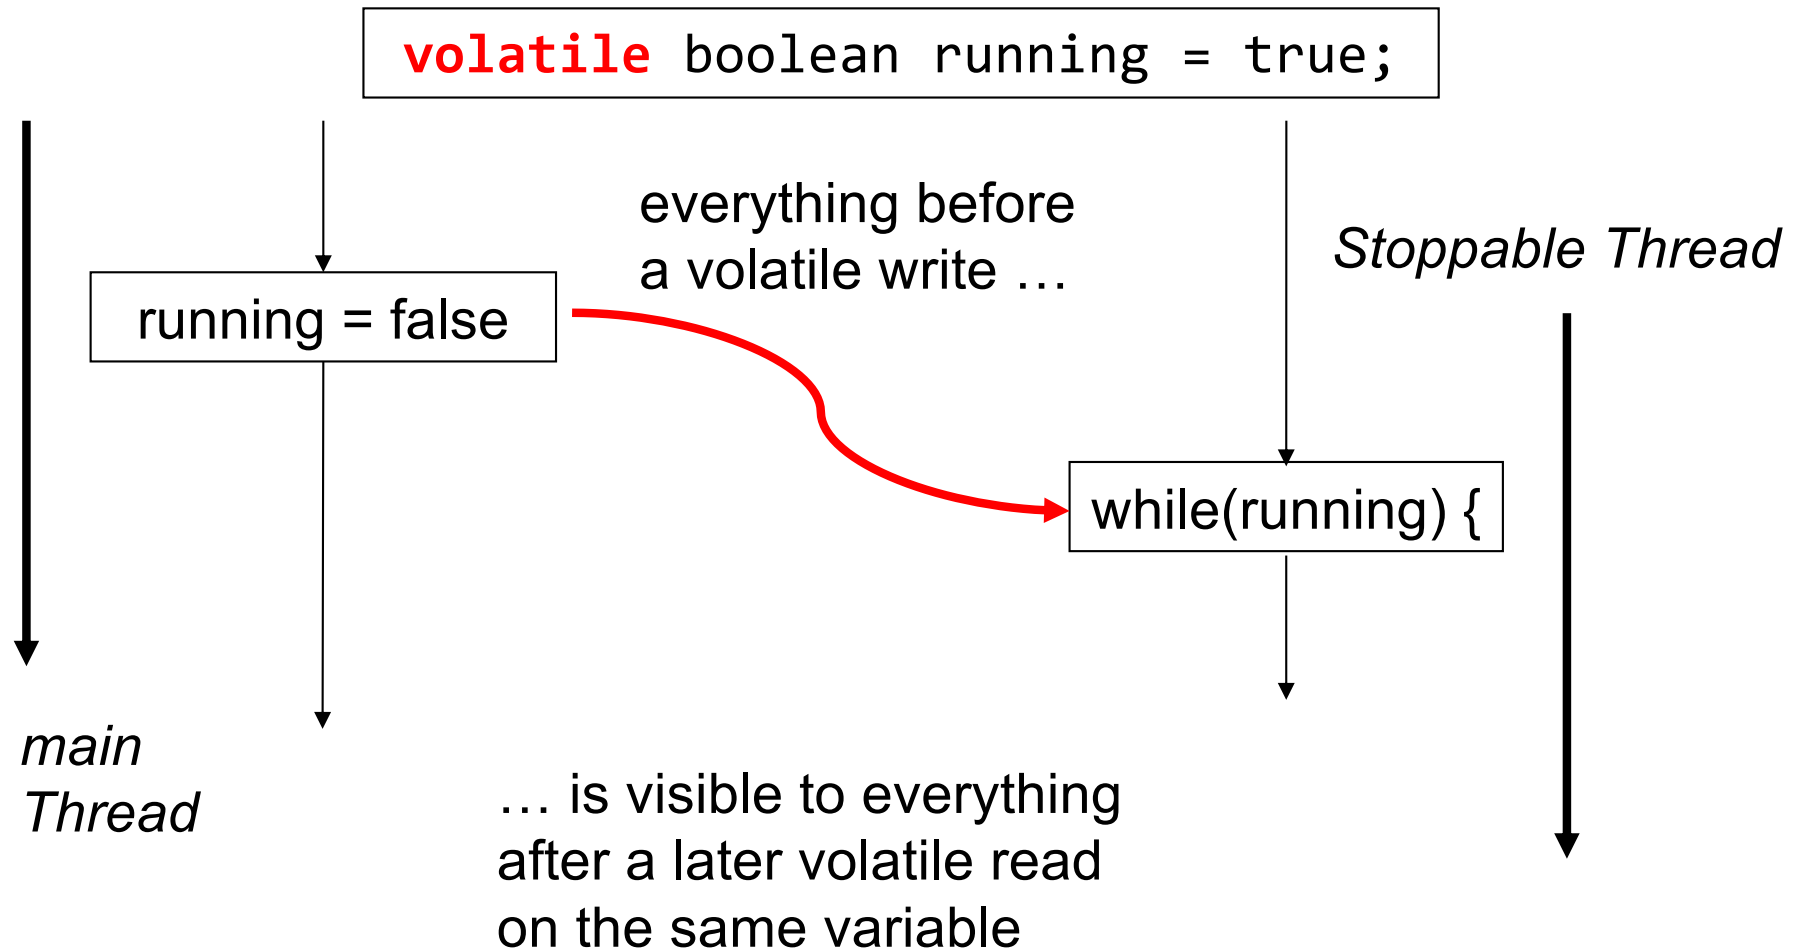 volatile boolean running = true;
everything before
a volatile write …
Stoppable Thread
running = false
while(running) {
main
Thread
… is visible to everything
after a later volatile read
on the same variable